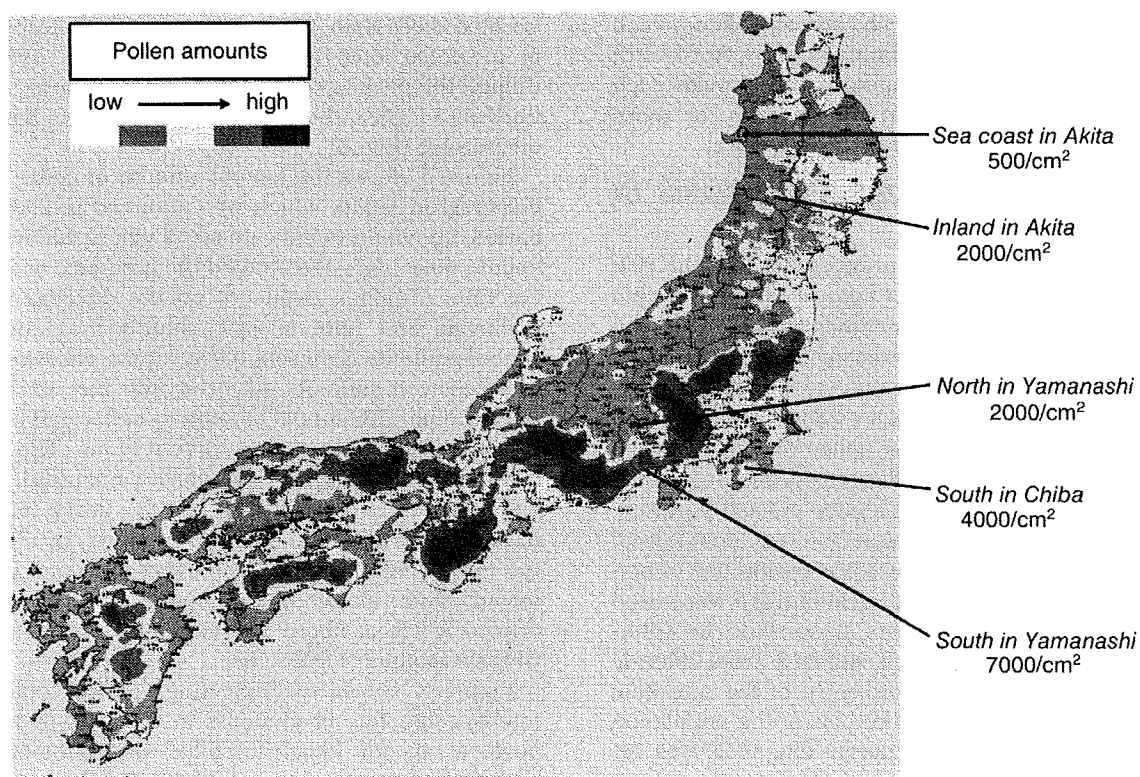 Pollen amounts
low high
Sea coast in Akita
500/cm²
Inland in Akita
2000/cm²
North in Yamanashi
2000/cm²
South in Chiba
4000/cm²
South in Yamanashi
7000/cm²